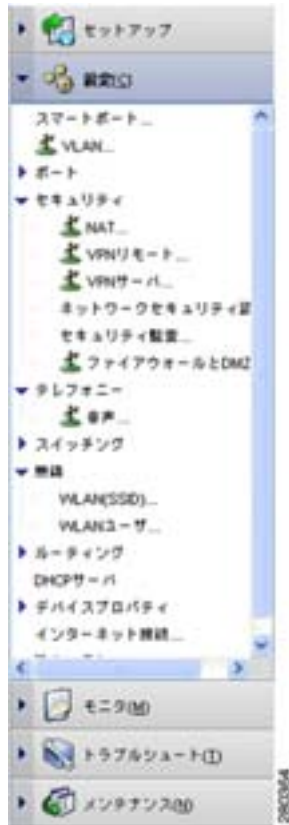 セットアップ
設定(C)
スマートポート...
VLAN...
ポート
セキュリティ
NAT...
VPNリモート...
VPNサーバ...
ネットワークセキュリティ設
セキュリティ監査...
ファイアウォールとDMZ
テレフォニー
音声...
スイッチング
無線
WLAN(SSID)...
WLANユーザ...
ルーティング
DHCPサーバ
デバイスプロパティ
インターネット接続...
モニタ(M)
トラブルシュート(T)
メンテナンス(N)